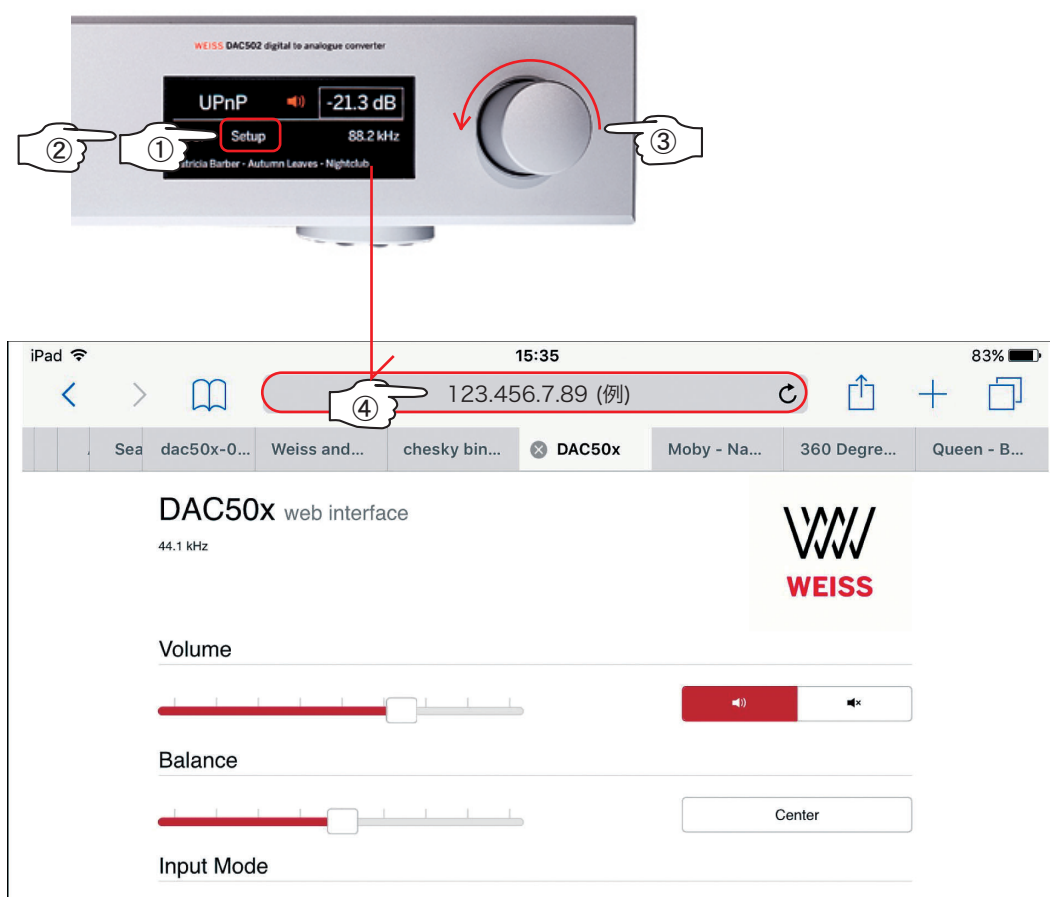 WEISS DAC502 digital to analogue converter
UPnP -21.3 dB
Setup 88.2 kHz
tricia Barber - Autumn Leaves - Nightclub
②
①
③
iPad 15:35 83%
④ 123.456.7.89 (例)
Sea dac50x-0... Weiss and... chesky bin... DAC50x Moby - Na... 360 Degre... Queen - B...
DAC50x web interface
44.1 kHz
WEISS
Volume
Balance
Center
Input Mode